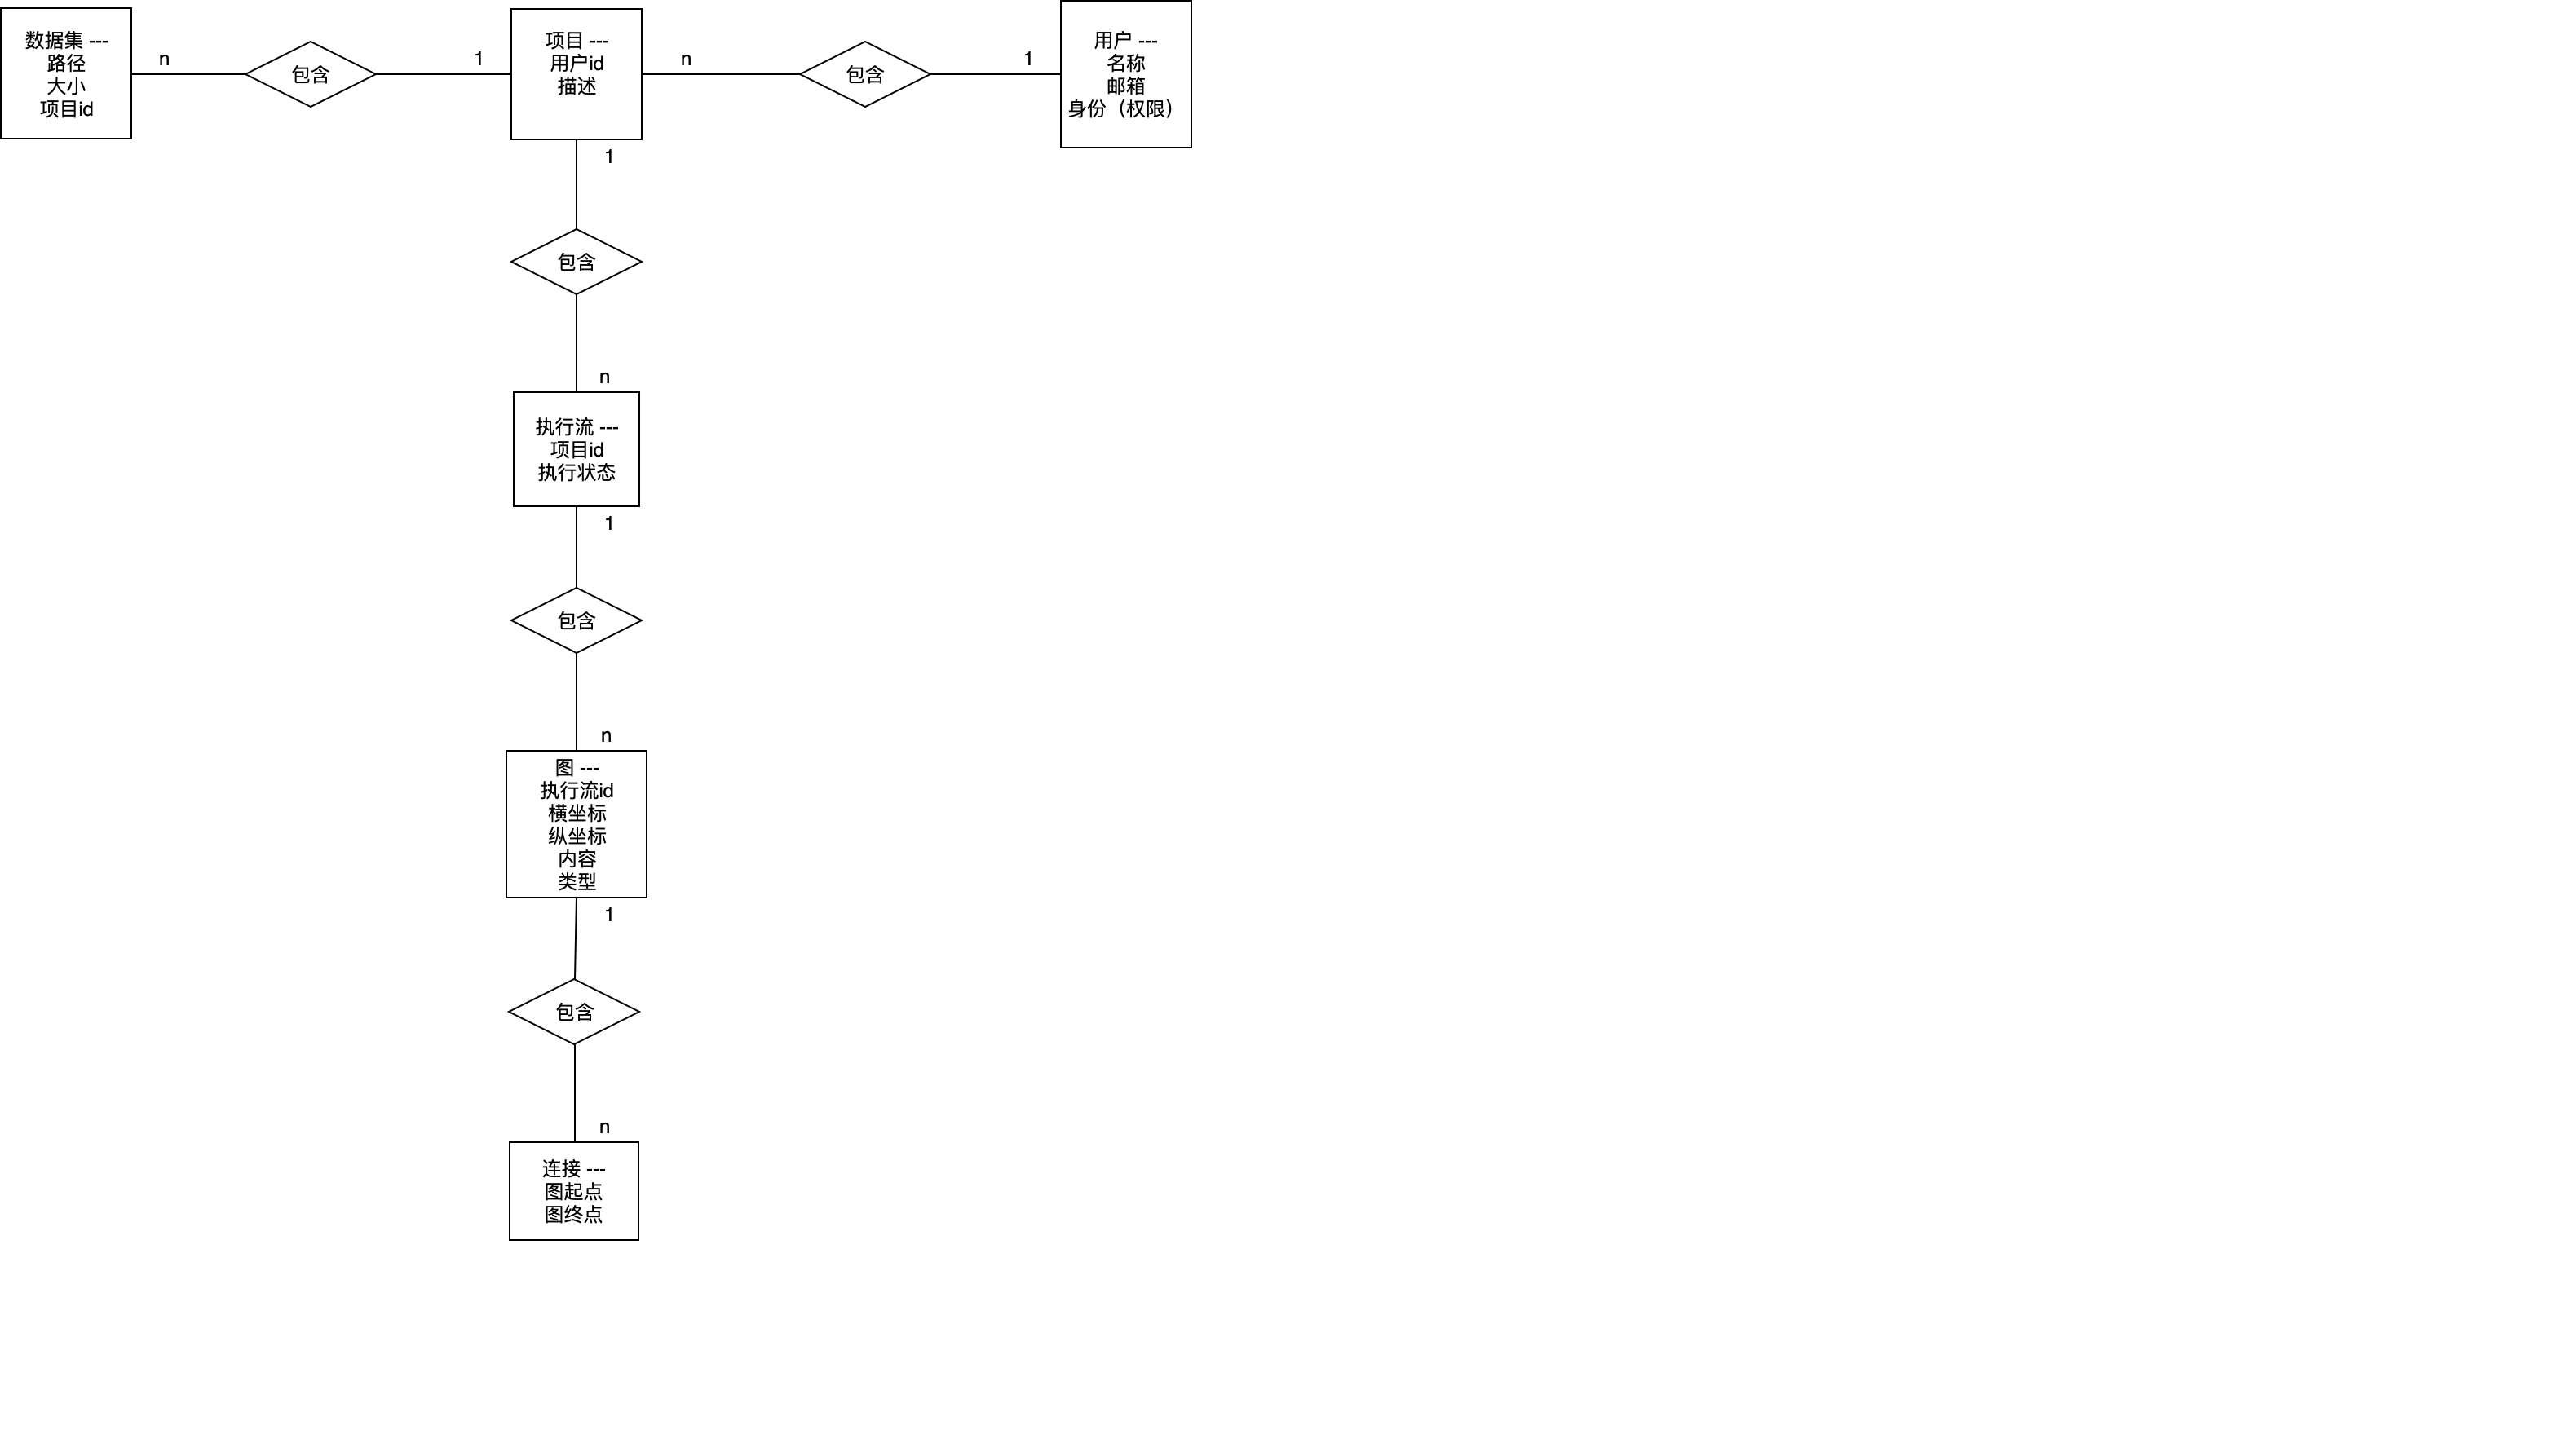 数据集 ---
路径
大小
项目id
n
包含
1
项目 ---
用户id
描述
n
包含
1
用户 ---
名称
邮箱
身份（权限）
1
包含
n
执行流 ---
项目id
执行状态
1
包含
n
图 ---
执行流id
横坐标
纵坐标
内容
类型
1
包含
n
连接 ---
图起点
图终点